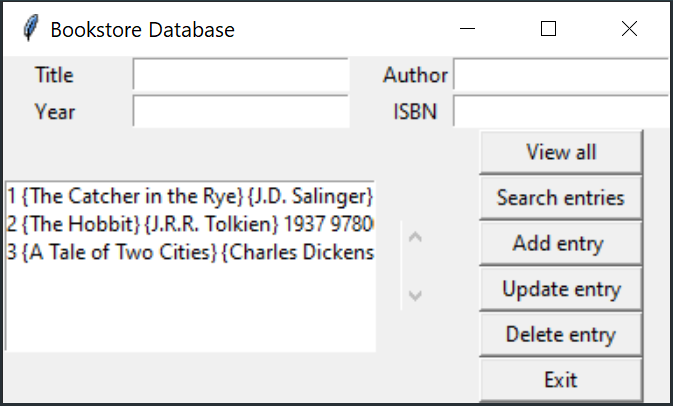 Bookstore Database
Title
Author
Year
ISBN
View all
1 {The Catcher in the Rye} {J.D. Salinger}
Search entries
2 {The Hobbit} {J.R.R. Tolkien} 1937 9780
Add entry
3 {A Tale of Two Cities} {Charles Dickens
Update entry
Delete entry
Exit